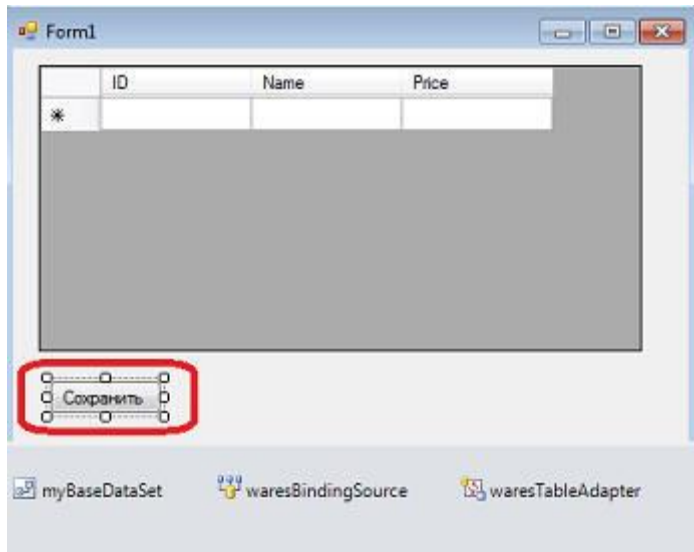 Form1
ID Name Price
Сохранить
myBaseDataSet waresBindingSource waresTableAdapter